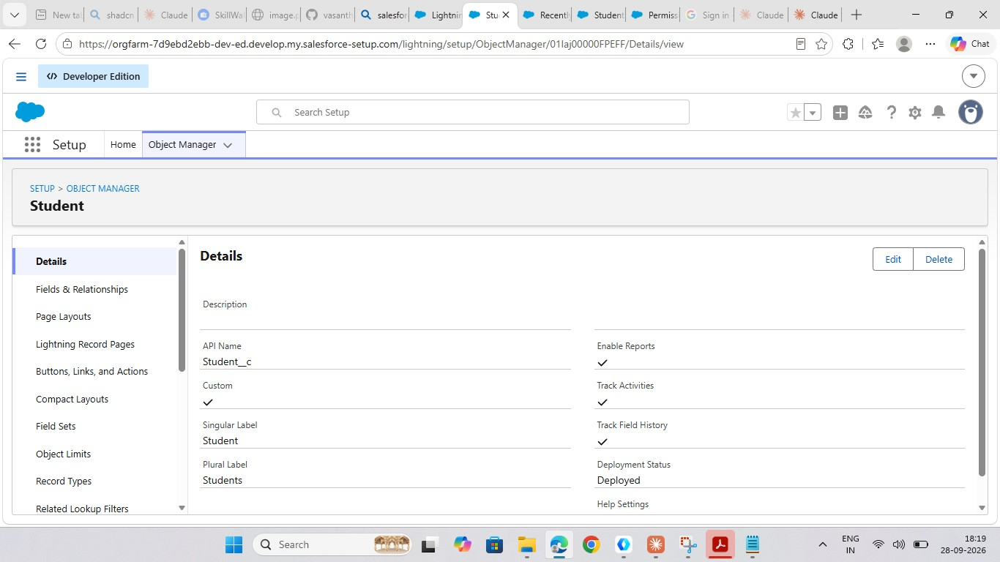 New ta
shadcn
Claude
SkillWa
image.p
vasanth
salesfor
Lightnin
Stu
Recently
Student
Permiss
Sign in
Claude
Claude
https://orgfarm-7d9ebd2ebb-dev-ed.develop.my.salesforce-setup.com/lightning/setup/ObjectManager/01Iaj00000FPEFF/Details/view
Chat
Developer Edition
Search Setup
Setup
Home
Object Manager
SETUP > OBJECT MANAGER
Student
Details
Fields & Relationships
Page Layouts
Lightning Record Pages
Buttons, Links, and Actions
Compact Layouts
Field Sets
Object Limits
Record Types
Related Lookup Filters
Details
Edit
Delete
Description
API Name
Student__c
Enable Reports
Custom
Track Activities
Singular Label
Student
Track Field History
Plural Label
Students
Deployment Status
Deployed
Help Settings
Search
ENG
IN
18:19
28-09-2026